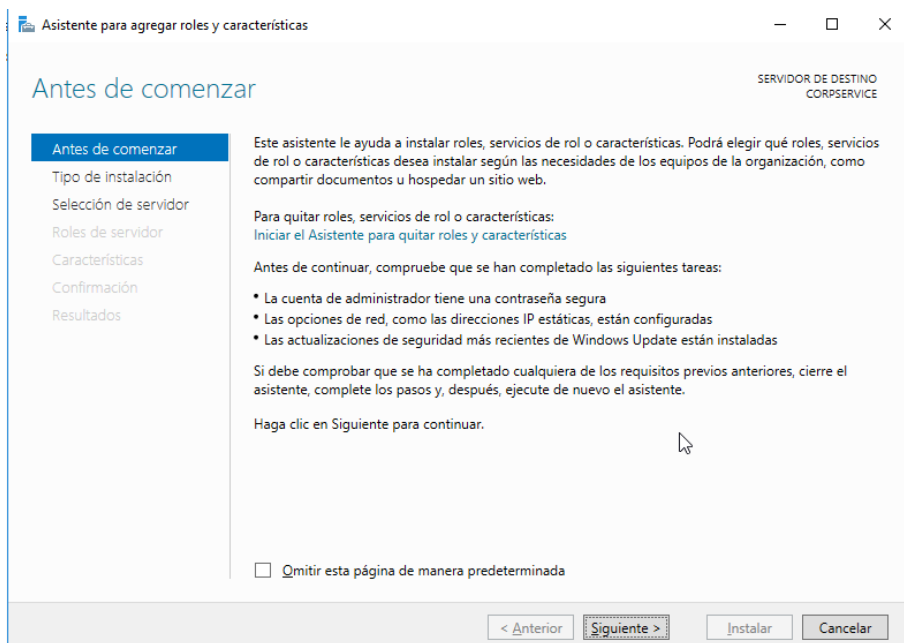 Asistente para agregar roles y características
Antes de comenzar
SERVIDOR DE DESTINO
CORPSERVICE
Antes de comenzar
Tipo de instalación
Selección de servidor
Roles de servidor
Características
Confirmación
Resultados
Este asistente le ayuda a instalar roles, servicios de rol o características. Podrá elegir qué roles, servicios
de rol o características desea instalar según las necesidades de los equipos de la organización, como
compartir documentos u hospedar un sitio web.
Para quitar roles, servicios de rol o características:
Iniciar el Asistente para quitar roles y características
Antes de continuar, compruebe que se han completado las siguientes tareas:
• La cuenta de administrador tiene una contraseña segura
• Las opciones de red, como las direcciones IP estáticas, están configuradas
• Las actualizaciones de seguridad más recientes de Windows Update están instaladas
Si debe comprobar que se ha completado cualquiera de los requisitos previos anteriores, cierre el
asistente, complete los pasos y, después, ejecute de nuevo el asistente.
Haga clic en Siguiente para continuar.
Omitir esta página de manera predeterminada
< Anterior
Siguiente >
Instalar
Cancelar